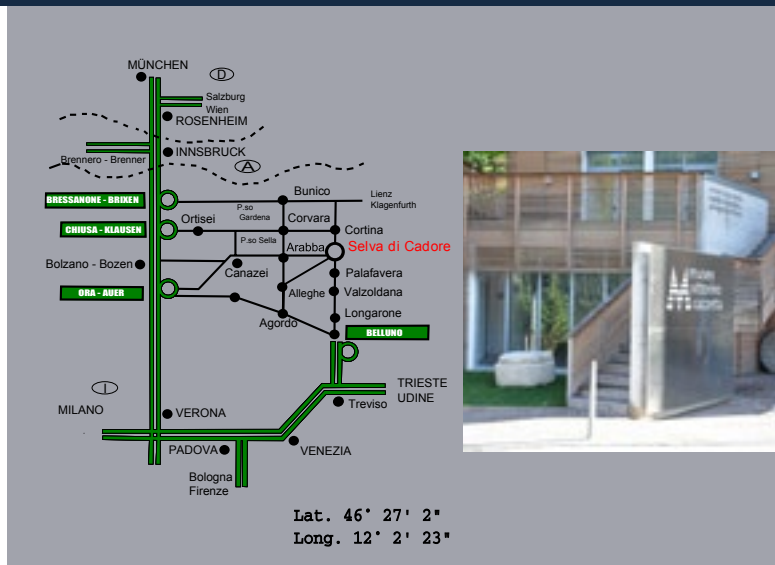 MÜNCHEN
D
Salzburg
Wien
ROSENHEIM
Brennero - Brenner
INNSBRUCK
A
BRESSANONE - BRIXEN
Bunico
Lienz
Klagenfurth
P.so
Gardena
Ortisei
Corvara
CHIUSA - KLAUSEN
Cortina
P.so Sella
Arabba
Selva di Cadore
Bolzano - Bozen
Canazei
Palafavera
ORA - AUER
Alleghe
Valzoldana
Agordo
Longarone
BELLUNO
I
TRIESTE
UDINE
MILANO
VERONA
Treviso
PADOVA
VENEZIA
Bologna
Firenze
Lat. 46° 27' 2"
Long. 12° 2' 23"